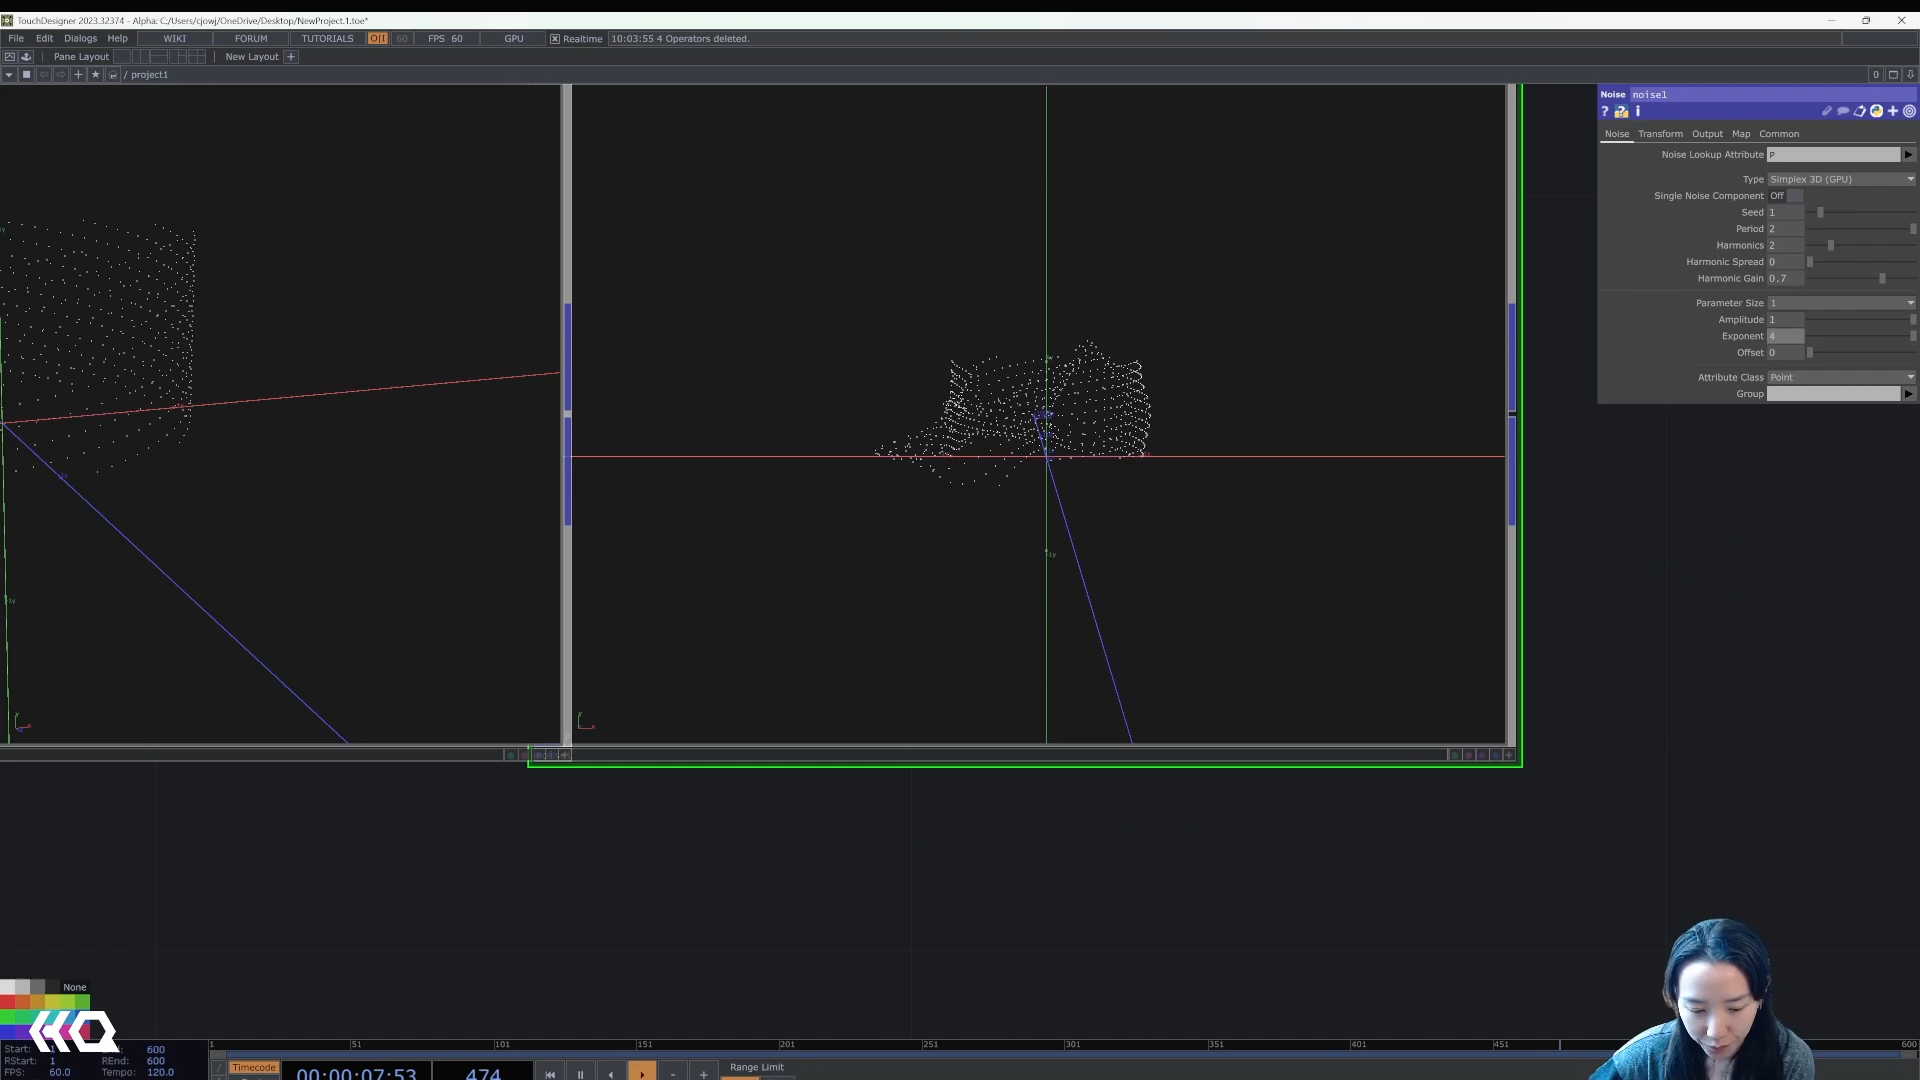 TouchDesigner 2023.32374 - Alpha: C:/Users/cjowj/OneDrive/Desktop/NewProject.1.toe*
File Edit Dialogs Help WIKI FORUM TUTORIALS O|I 60 FPS 60 GPU Realtime 10:03:55 4 Operators deleted.
Pane Layout New Layout +
/ project1 0
Noise noise1
? ? i
Noise Transform Output Map Common
Noise Lookup Attribute P
Type Simplex 3D (GPU)
Single Noise Component Off
Seed 1
Period 2
Harmonics 2
Harmonic Spread 0
Harmonic Gain 0.7
Parameter Size 1
Amplitude 1
Exponent 4
Offset 0
Attribute Class Point
Group
None
Start: 600
RStart: 1 REnd: 600
FPS: 60.0 Tempo: 120.0
1 51 101 151 201 251 301 351 401 451 600
Timecode 00:00:07:53 474 Range Limit